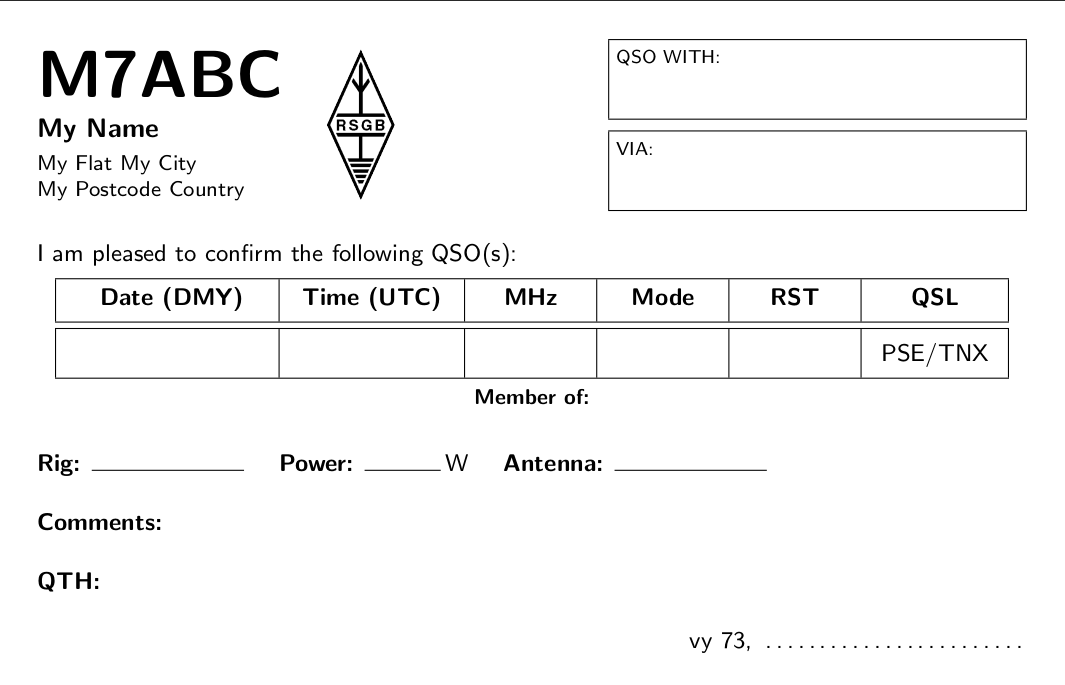 M7ABC
My Name
My Flat My City
My Postcode Country
RSGB
QSO WITH:
VIA:
I am pleased to confirm the following QSO(s):
Date (DMY) Time (UTC) MHz Mode RST QSL
PSE/TNX
Member of:
Rig: ____________ Power: ______W Antenna: ____________
Comments:
QTH:
vy 73, ........................